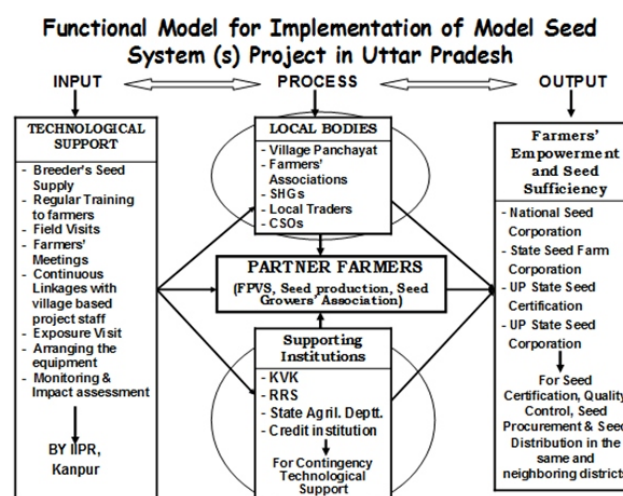 Functional Model for Implementation of Model Seed
System (s) Project in Uttar Pradesh
INPUT
PROCESS
OUTPUT
TECHNOLOGICAL
SUPPORT
- Breeder's Seed
Supply
- Regular Training
to farmers
- Field Visits
- Farmers'
Meetings
- Continuous
Linkages with
village based
project staff
- Exposure Visit
- Arranging the
equipment
- Monitoring &
Impact assessment
BY IIPR,
Kanpur
LOCAL BODIES
- Village Panchayat
- Farmers'
Associations
- SHGs
- Local Traders
- CSOs
PARTNER FARMERS
(FPVS, Seed production, Seed
Growers' Association)
Supporting
Institutions
- KVK
- RRS
- State Agril. Deptt.
- Credit institution
For Contingency
Technological
Support
Farmers'
Empowerment
and Seed
Sufficiency
- National Seed
Corporation
- State Seed Farm
Corporation
- UP State Seed
Certification
- UP State Seed
Corporation
For Seed
Certification, Quality
Control, Seed
Procurement & Seed
Distribution in the
same and
neighboring districts